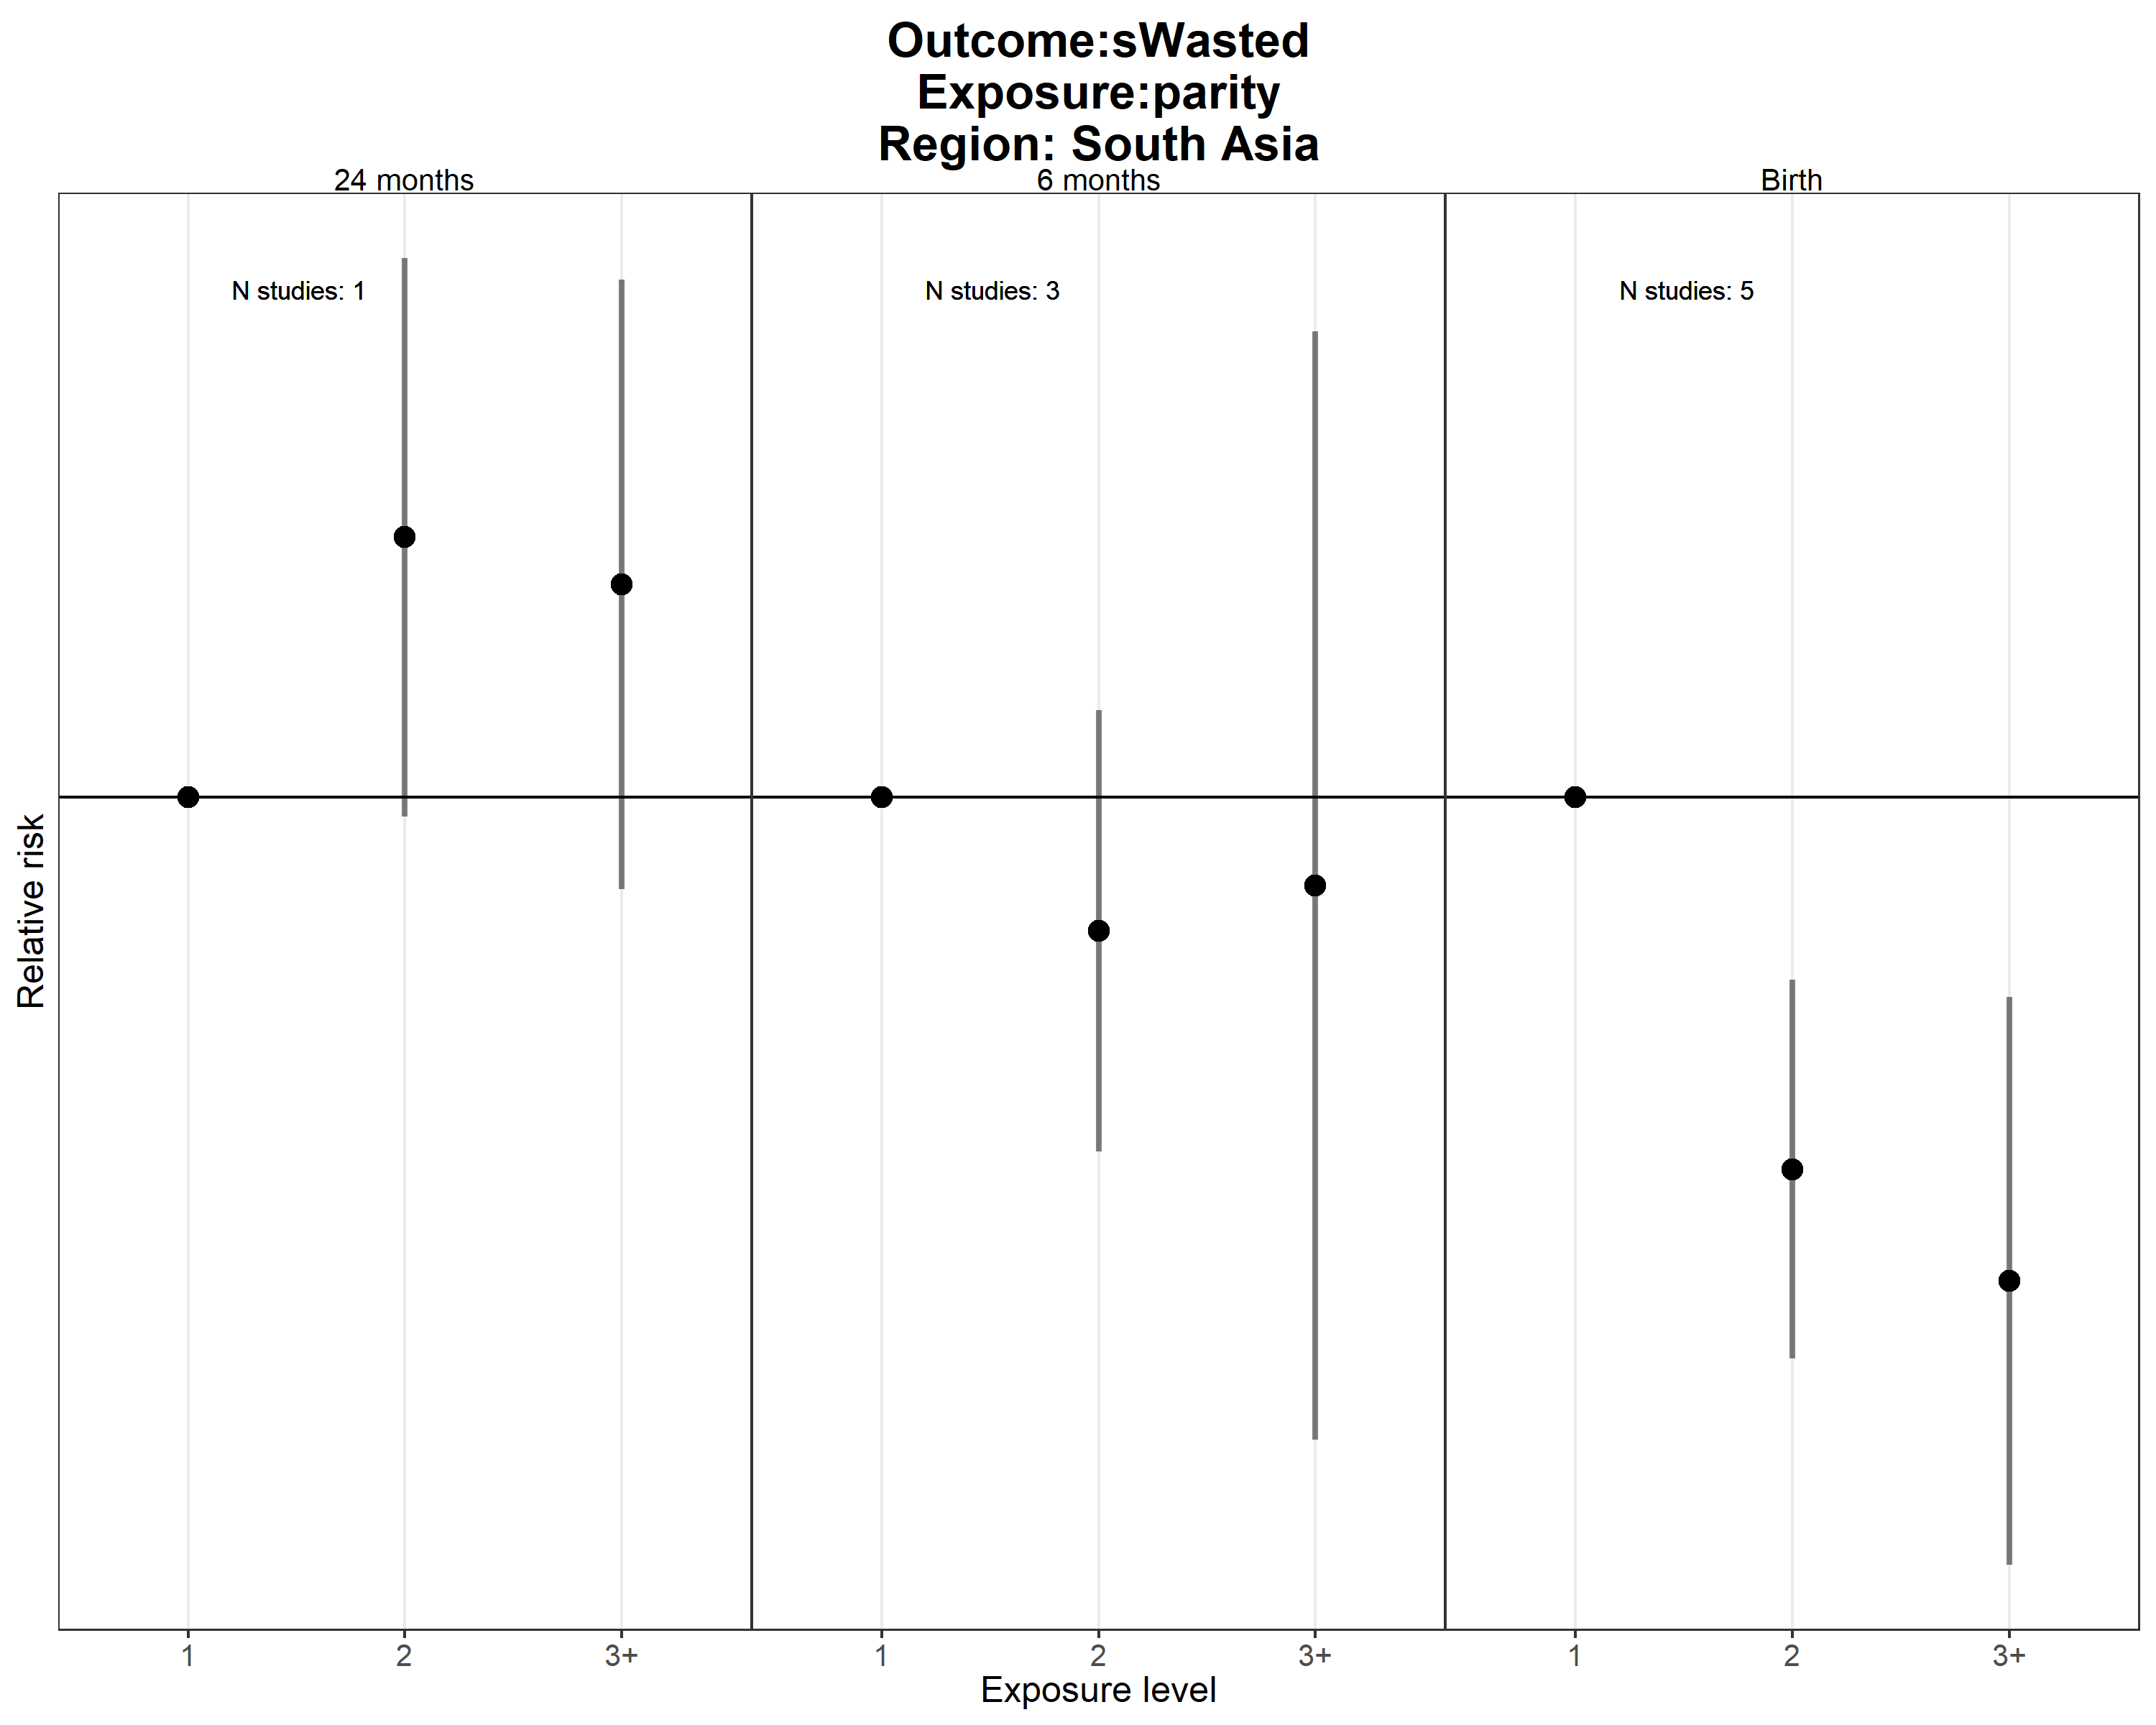 Outcome:sWasted
Exposure:parity
Region: South Asia
24 months
6 months
Birth
N studies: 1
N studies: 3
N studies: 5
Relative risk
1
2
3+
1
2
3+
1
2
3+
Exposure level